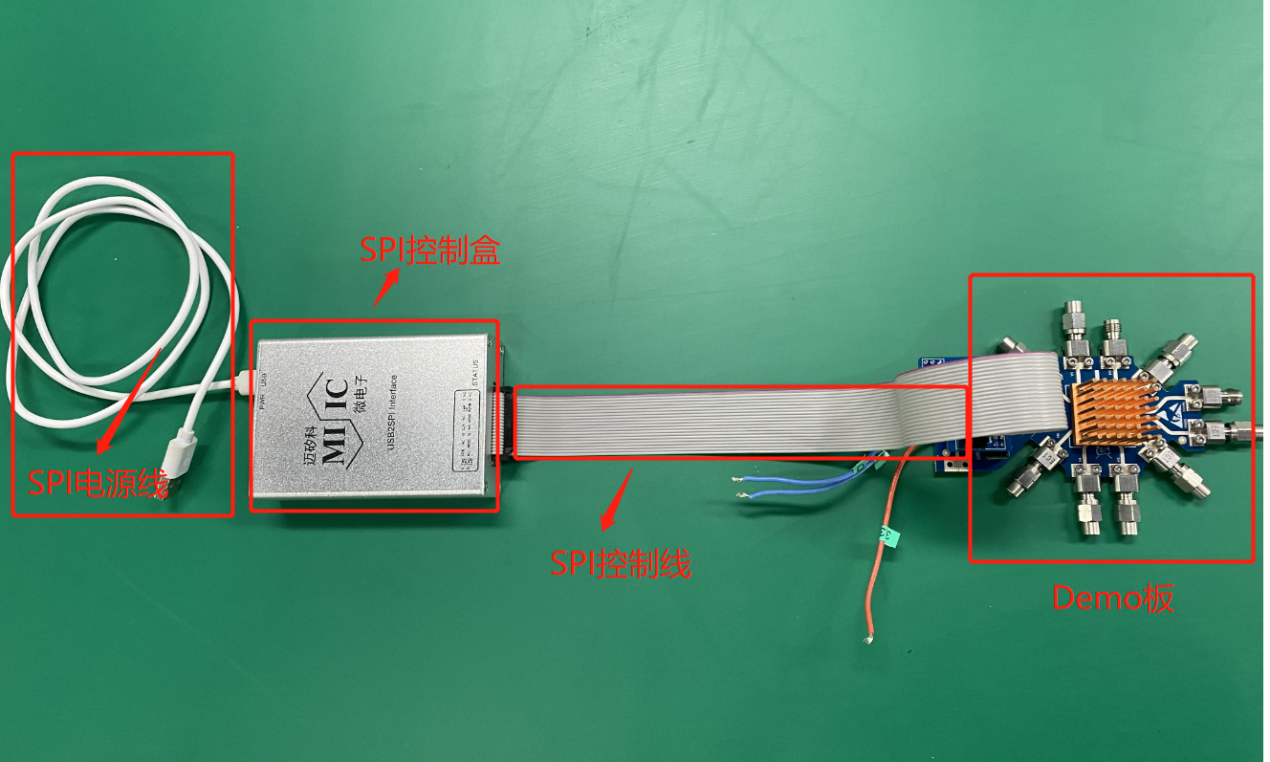 SPI控制盒
SPI电源线
SPI控制线
Demo板
迈矽科
MI IC
微电子
USB2SPI Interface
STATUS
PWR